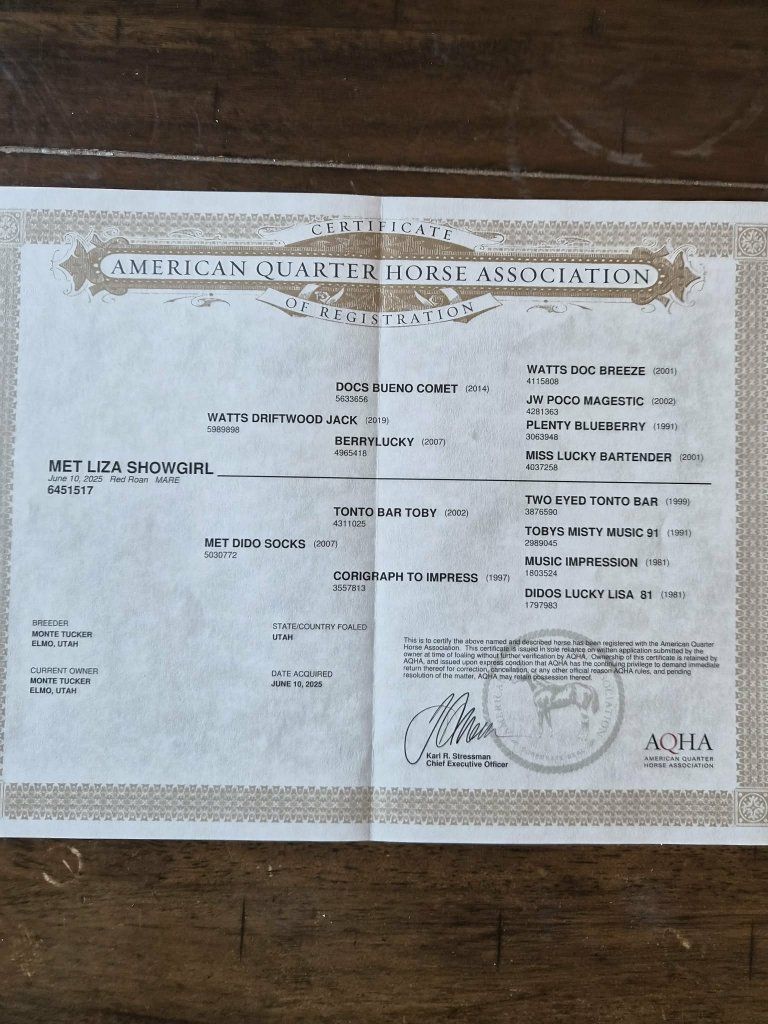 CERTIFICATE
AMERICAN QUARTER HORSE ASSOCIATION
OF REGISTRATION
WATTS DOC BREEZE (2001)
4115808
DOCS BUENO COMET (2014)
5633656
JW POCO MAGESTIC (2002)
4281363
WATTS DRIFTWOOD JACK (2019)
5989898
PLENTY BLUEBERRY (1991)
3063948
BERRYLUCKY (2007)
4965418
MISS LUCKY BARTENDER (2001)
4037258
MET LIZA SHOWGIRL
June 10, 2025 Red Roan MARE
6451517
TWO EYED TONTO BAR (1999)
3876590
TONTO BAR TOBY (2002)
4311025
TOBYS MISTY MUSIC 91 (1991)
2989045
MET DIDO SOCKS (2007)
5030772
MUSIC IMPRESSION (1981)
1803524
CORIGRAPH TO IMPRESS (1997)
3557813
DIDOS LUCKY LISA 81 (1981)
1797983
BREEDER
MONTE TUCKER
ELMO, UTAH
STATE/COUNTRY FOALED
UTAH
CURRENT OWNER
MONTE TUCKER
ELMO, UTAH
DATE ACQUIRED
JUNE 10, 2025
This is to certify the above named and described horse has been registered with the American Quarter
Horse Association. This certificate is issued in sole reliance on written application submitted by the
owner at time of foaling without further verification by AQHA. Ownership of this certificate is retained by
AQHA, and issued upon express condition that AQHA has the continuing privilege to demand immediate
return thereof for correction, cancellation, or any other official reason AQHA rules, and pending
resolution of the matter, AQHA may retain possession thereof.
Karl R. Stressman
Chief Executive Officer
AQHA
AMERICAN QUARTER
HORSE ASSOCIATION